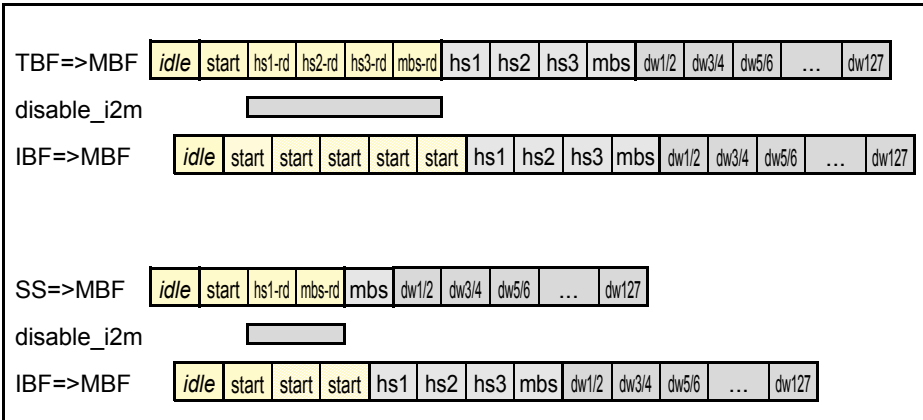 TBF=>MBF idle start hs1-rd hs2-rd hs3-rd mbs-rd hs1 hs2 hs3 mbs dw1/2 dw3/4 dw5/6 ... dw127
disable_i2m
IBF=>MBF idle start start start start start hs1 hs2 hs3 mbs dw1/2 dw3/4 dw5/6 ... dw127
SS=>MBF idle start hs1-rd mbs-rd mbs dw1/2 dw3/4 dw5/6 ... dw127
disable_i2m
IBF=>MBF idle start start start hs1 hs2 hs3 mbs dw1/2 dw3/4 dw5/6 ... dw127